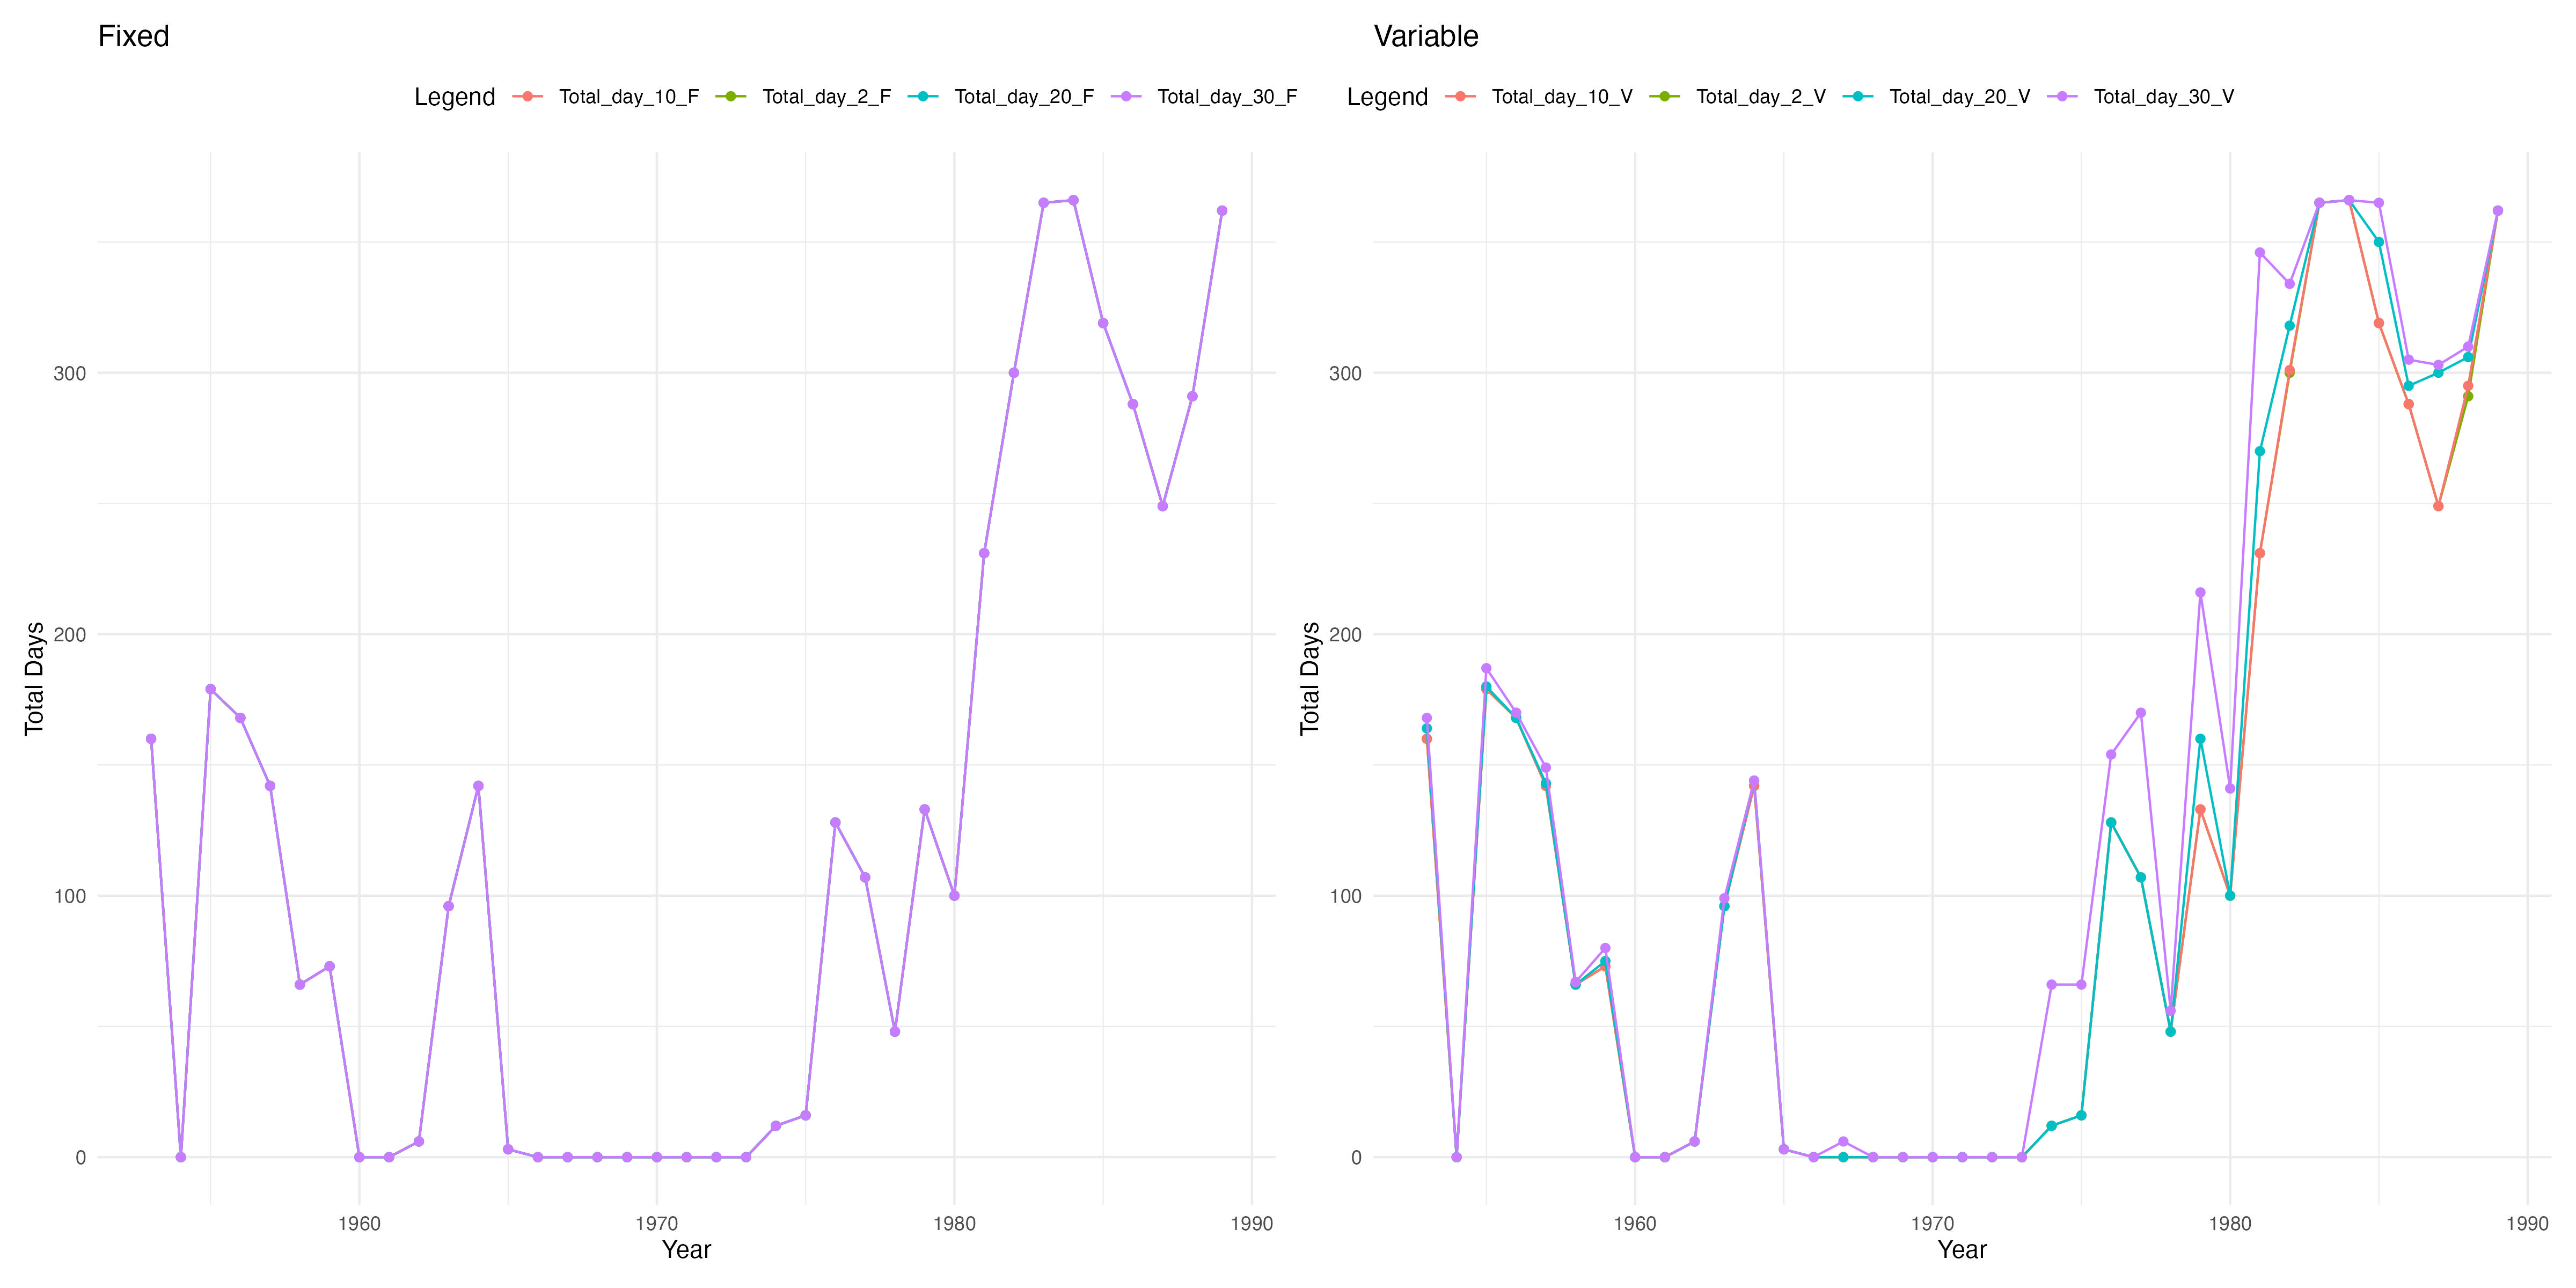 Fixed
Legend Total_day_10_F Total_day_2_F Total_day_20_F Total_day_30_F
Total Days
300
200
100
0
1960 1970 1980 1990
Year
Variable
Legend Total_day_10_V Total_day_2_V Total_day_20_V Total_day_30_V
Total Days
300
200
100
0
1960 1970 1980 1990
Year